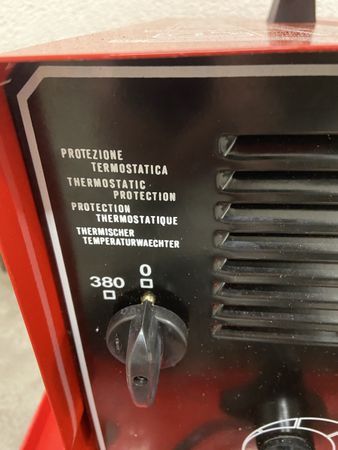 PROTEZIONE
TERMOSTATICA
THERMOSTATIC
PROTECTION
PROTECTION
THERMOSTATIQUE
THERMISCHER
TEMPERATURWAECHTER
0
380